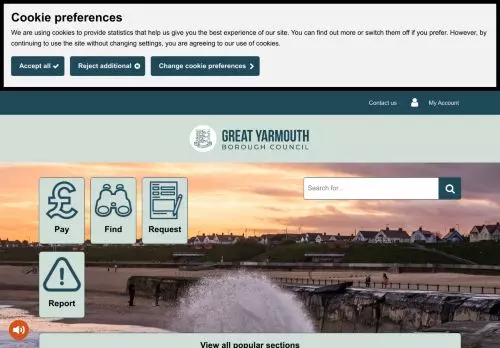 Cookie preferences
We are using cookies to provide statistics that help us give you the best experience of our site. You can find out more or switch them off if you prefer. However, by
continuing to use the site without changing settings, you are agreeing to our use of cookies.
Accept all
Reject additional
Change cookie preferences
Contact us
My Account
GREAT YARMOUTH
BOROUGH COUNCIL
Search for...
Pay
Find
Request
Report
View all popular sections